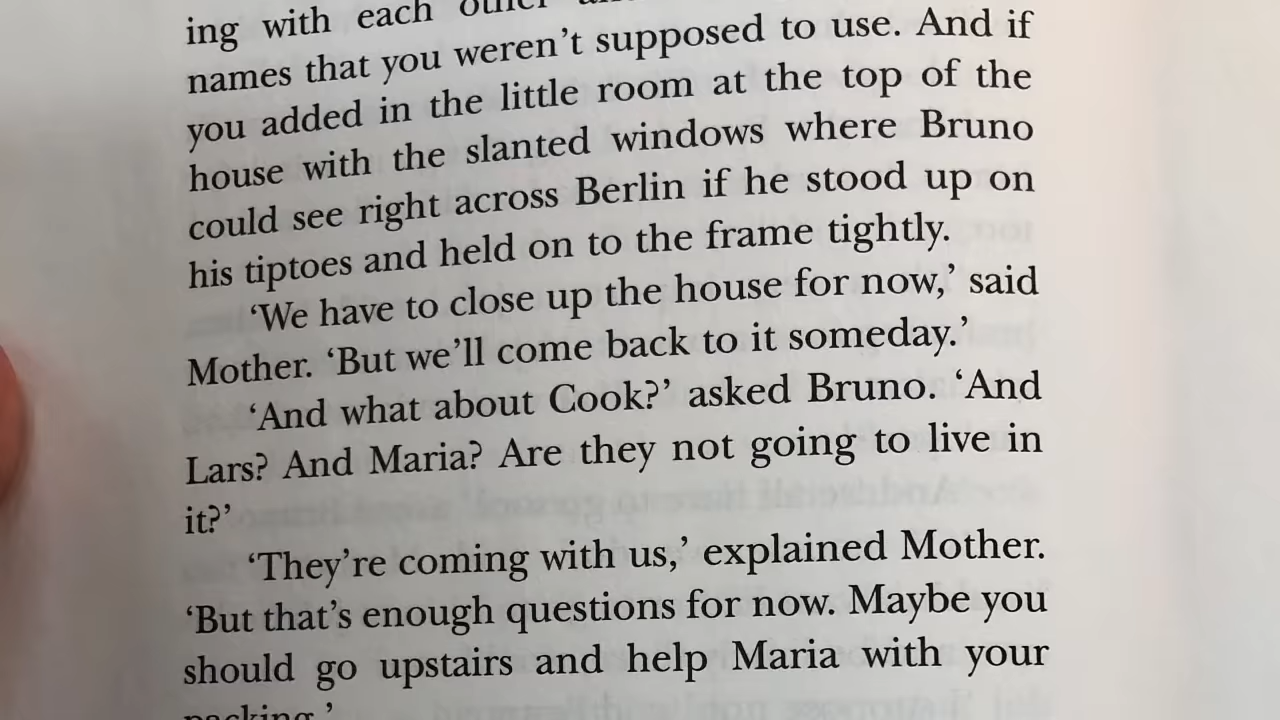 ing with each other
names that you weren't supposed to use. And if
you added in the little room at the top of the
house with the slanted windows where Bruno
could see right across Berlin if he stood up on
his tiptoes and held on to the frame tightly.
‘We have to close up the house for now,’ said
Mother. ‘But we’ll come back to it someday.’
‘And what about Cook?’ asked Bruno. ‘And
Lars? And Maria? Are they not going to live in
it?’
‘They’re coming with us,’ explained Mother.
‘But that’s enough questions for now. Maybe you
should go upstairs and help Maria with your
packing.’